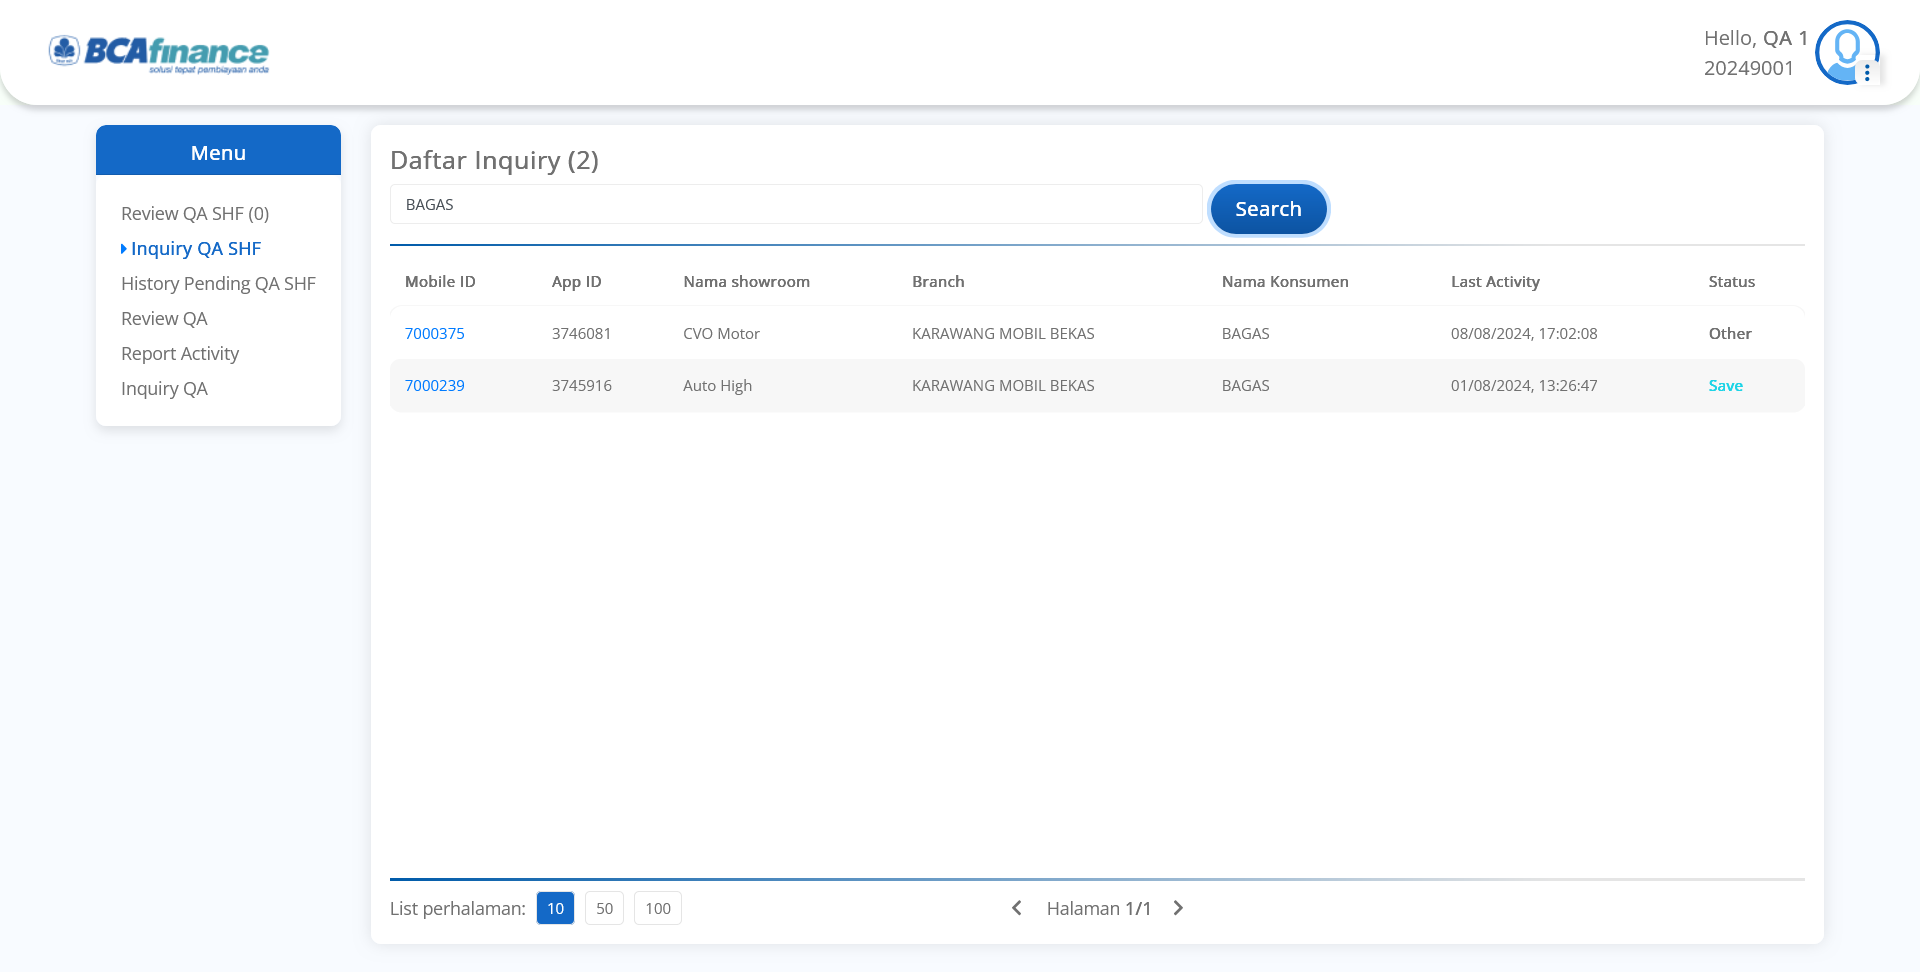 BCAfinance
solusi tepat pembiayaan anda
Hello, QA 1
20249001
Menu
Review QA SHF (0)
Inquiry QA SHF
History Pending QA SHF
Review QA
Report Activity
Inquiry QA
Daftar Inquiry (2)
BAGAS
Search
Mobile ID App ID Nama showroom Branch Nama Konsumen Last Activity Status
7000375 3746081 CVO Motor KARAWANG MOBIL BEKAS BAGAS 08/08/2024, 17:02:08 Other
7000239 3745916 Auto High KARAWANG MOBIL BEKAS BAGAS 01/08/2024, 13:26:47 Save
List perhalaman: 10 50 100 Halaman 1/1